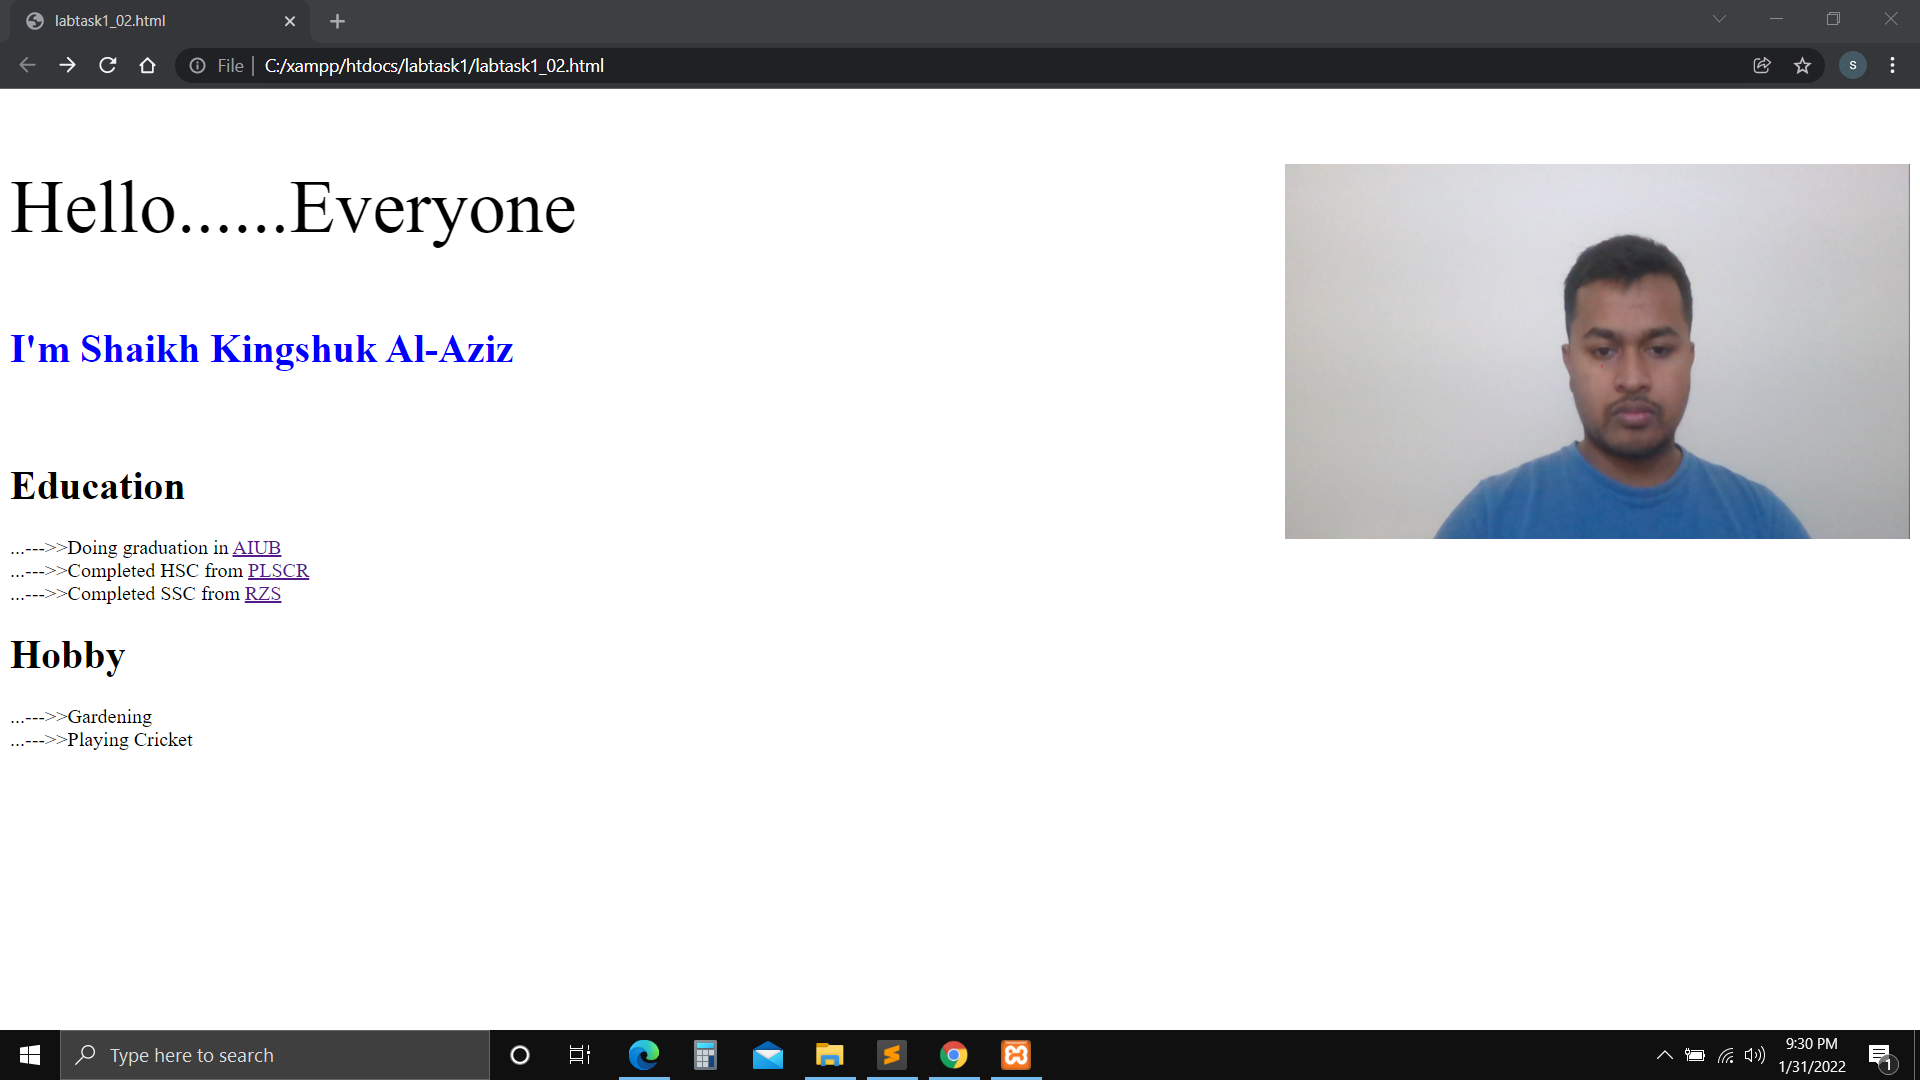 labtask1_02.html
File
C:/xampp/htdocs/labtask1/labtask1_02.html
s
Hello......Everyone
I'm Shaikh Kingshuk Al-Aziz
Education
...--->>Doing graduation in AIUB
...--->>Completed HSC from PLSCR
...--->>Completed SSC from RZS
Hobby
...--->>Gardening
...--->>Playing Cricket
Type here to search
9:30 PM
1/31/2022
1